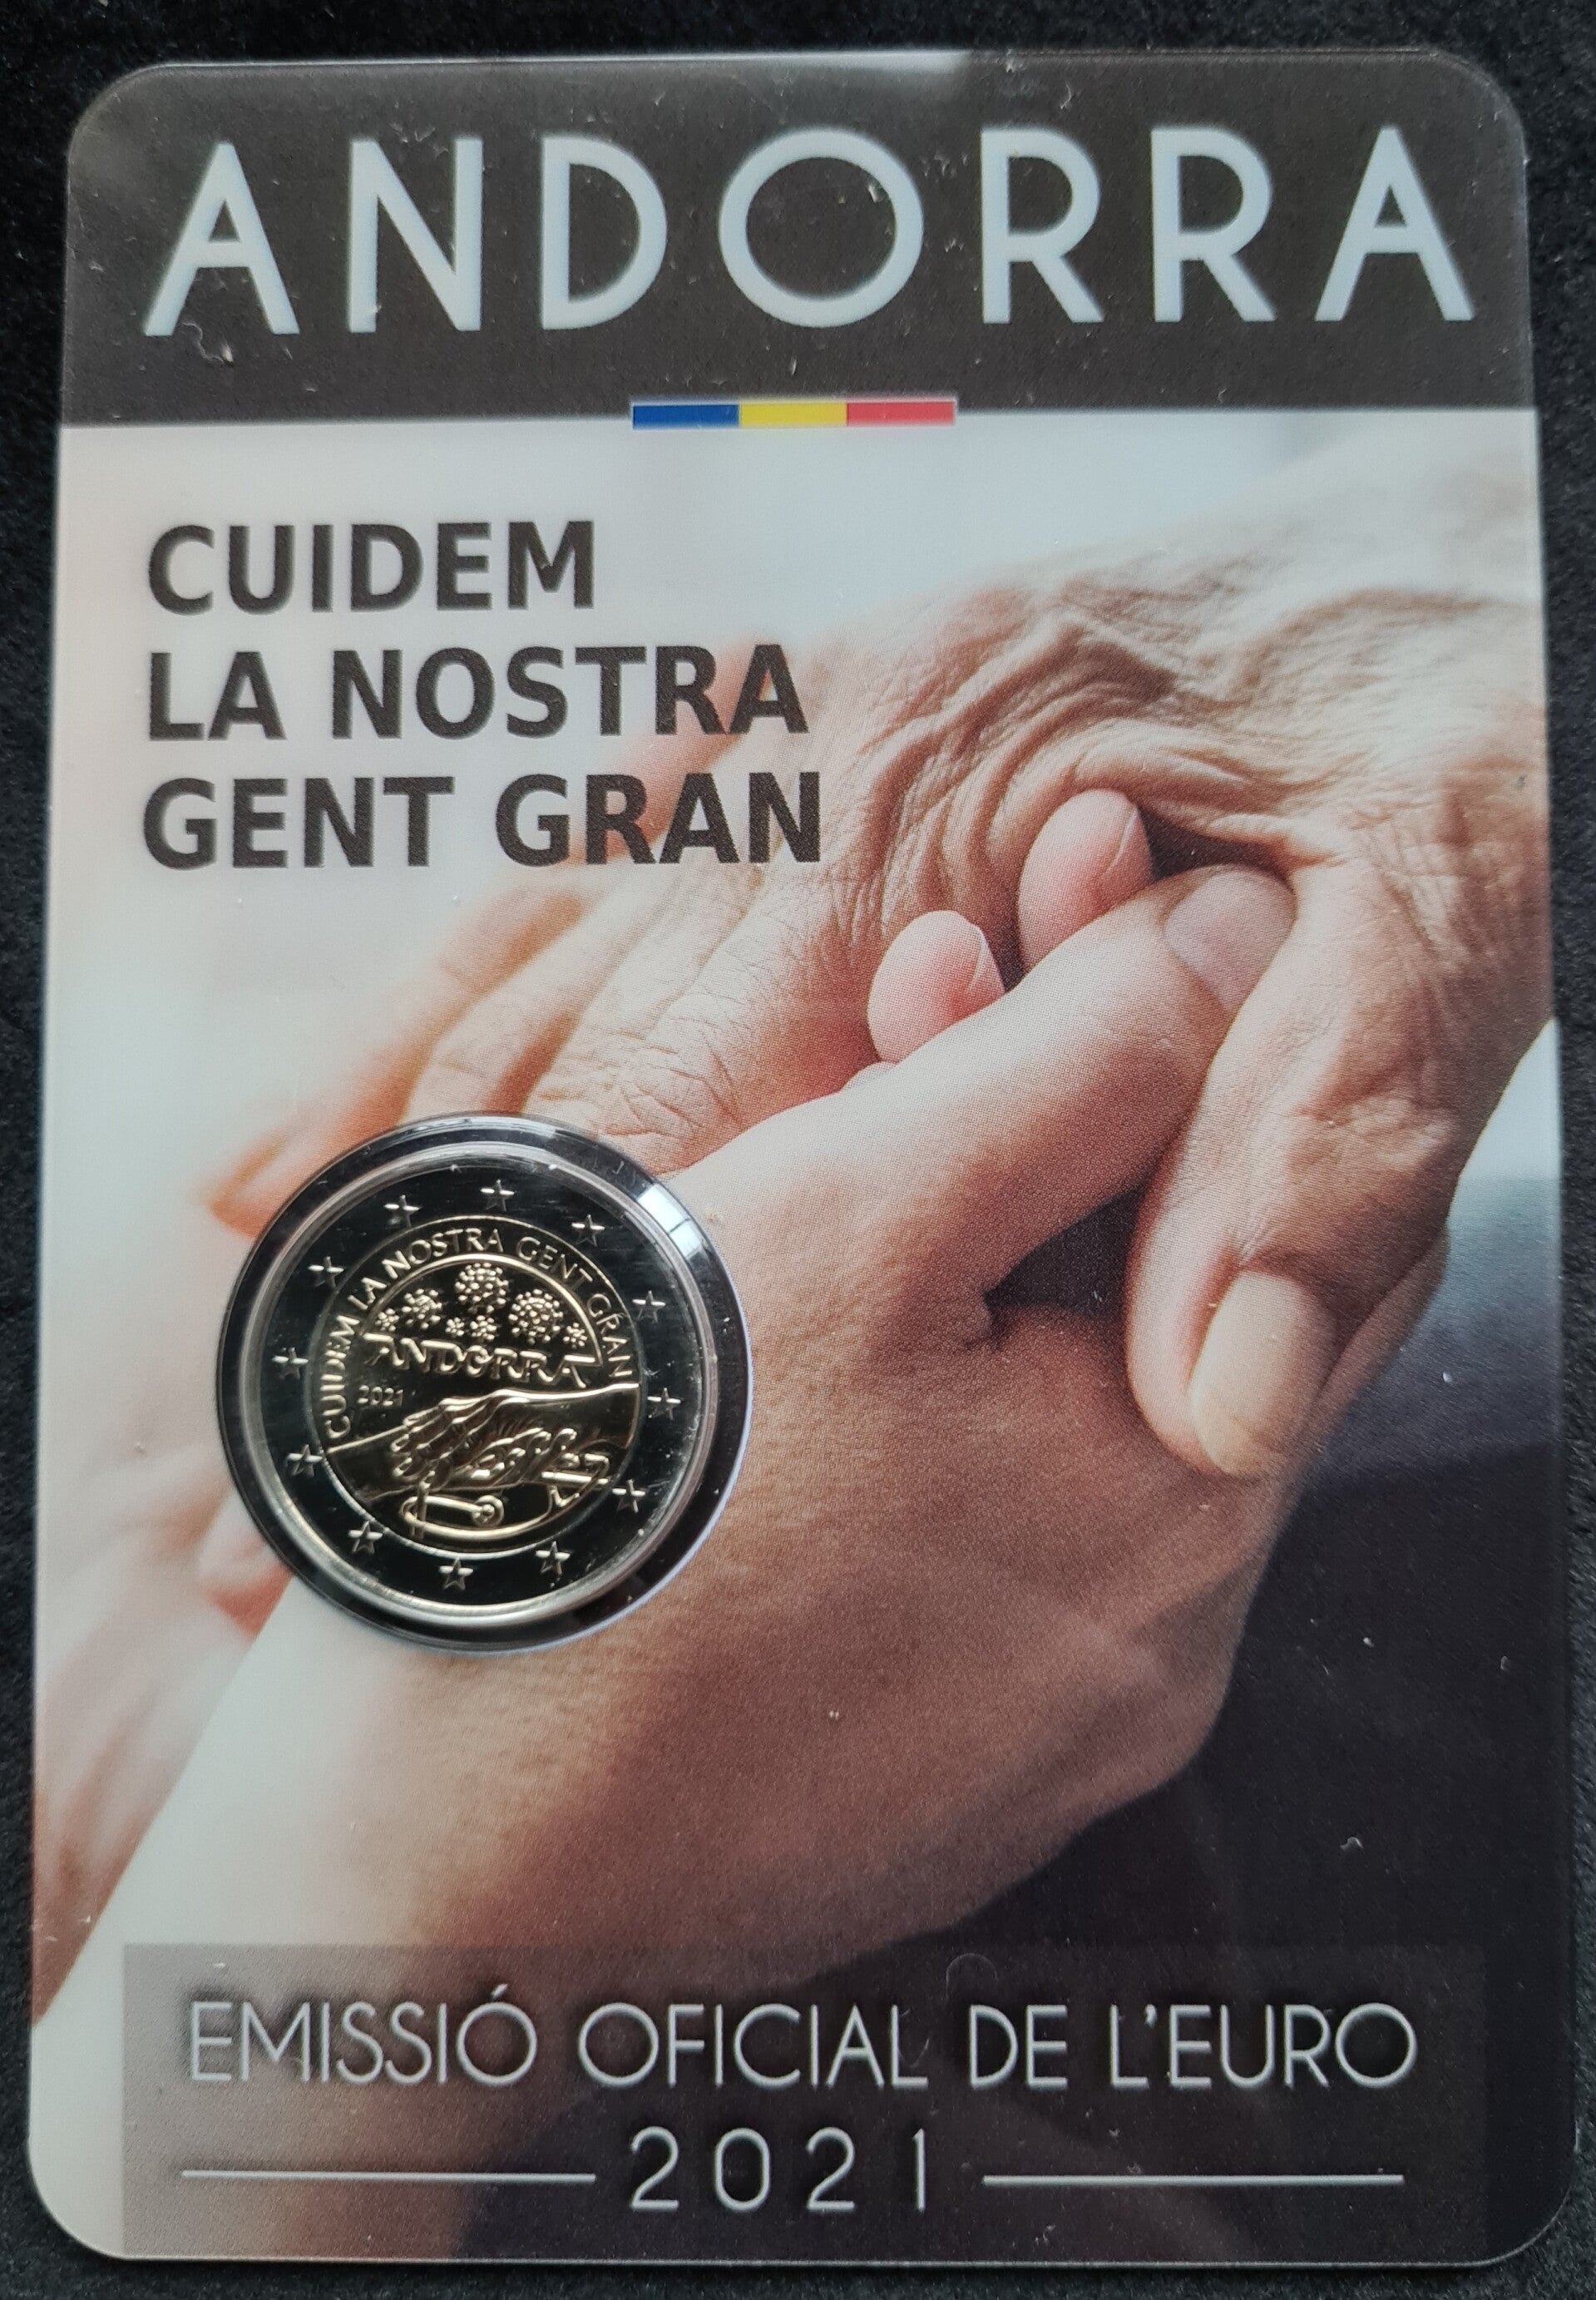 ANDORRA
CUIDEM
LA NOSTRA
GENT GRAN
CUIDEM LA NOSTRA GENT GRAN
ANDORRA
2021
EMISSIÓ OFICIAL DE L'EURO
2021